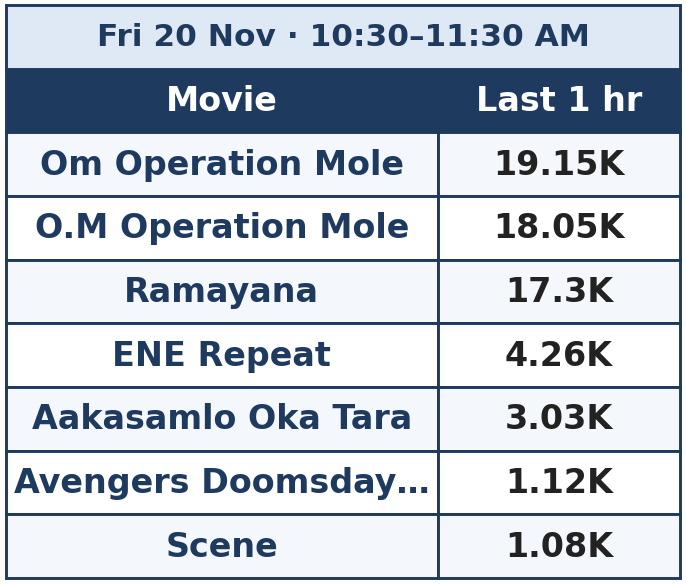 Fri 20 Nov · 10:30–11:30 AM
Movie Last 1 hr
Om Operation Mole 19.15K
O.M Operation Mole 18.05K
Ramayana 17.3K
ENE Repeat 4.26K
Aakasamlo Oka Tara 3.03K
Avengers Doomsday... 1.12K
Scene 1.08K